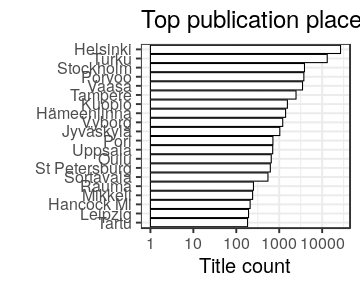 Top publication place
Helsinki
Turku
Stockholm
Porvoo
Vaasa
Tampere
Kuopio
Hämeenlinna
Vyborg
Jyväskylä
Pori
Uppsala
Oulu
St Petersburg
Sortavala
Rauma
Mikkeli
Hancock MI
Leipzig
Tartu
1 10 100 1000 10000
Title count